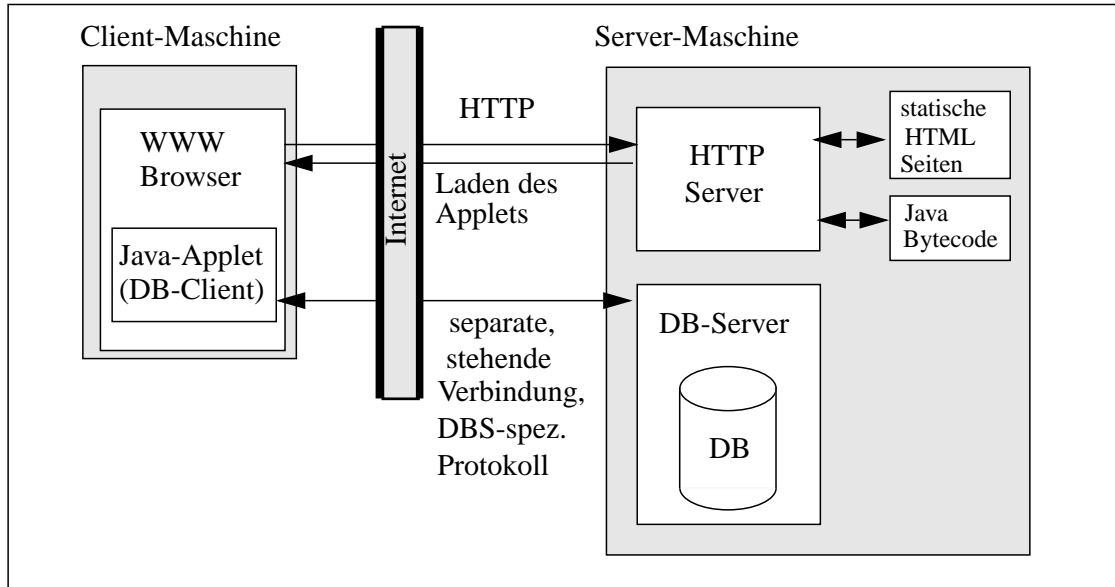 Client-Maschine
Server-Maschine
WWW
Browser
Java-Applet
(DB-Client)
Internet
HTTP
Laden des
Applets
separate,
stehende
Verbindung,
DBS-spez.
Protokoll
HTTP
Server
statische
HTML
Seiten
Java
Bytecode
DB-Server
DB